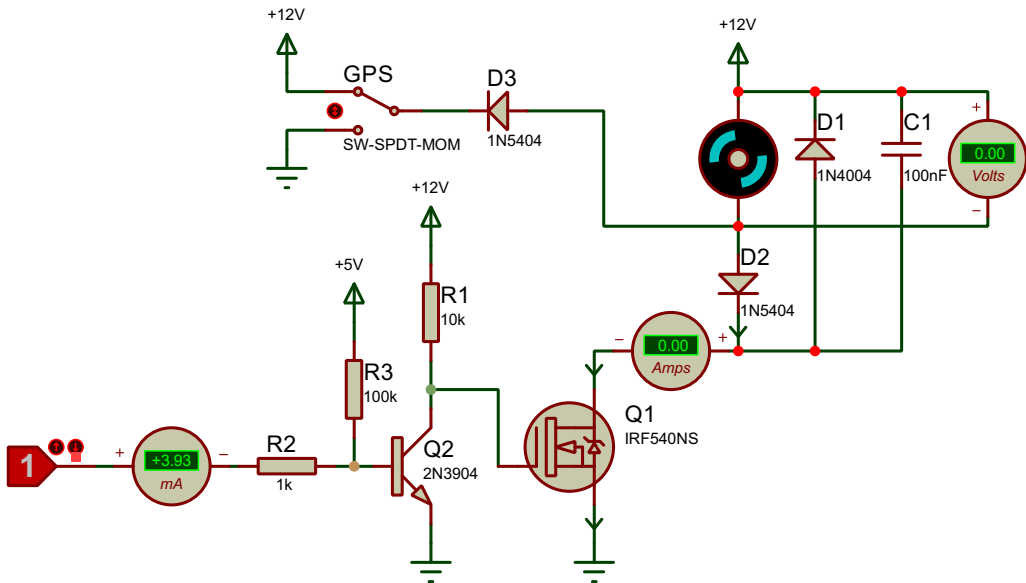 +12V
+12V
GPS
D3
SW-SPDT-MOM
1N5404
+
D1
1N4004
C1
100nF
0.00
Volts
−
+12V
D2
1N5404
+5V
R1
10k
−
0.00
Amps
+
R3
100k
Q1
IRF540NS
1
+
+3.93
mA
−
R2
1k
Q2
2N3904